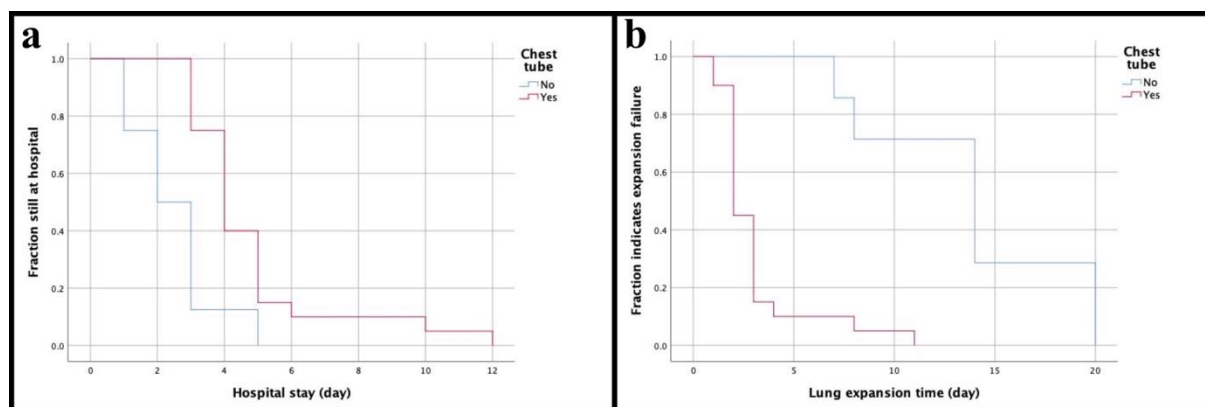 a
Fraction still at hospital
1.0
0.8
0.6
0.4
0.2
0.0
0 2 4 6 8 10 12
Hospital stay (day)
Chest
tube
No
Yes
b
Fraction indicates expansion failure
1.0
0.8
0.6
0.4
0.2
0.0
0 5 10 15 20
Lung expansion time (day)
Chest
tube
No
Yes